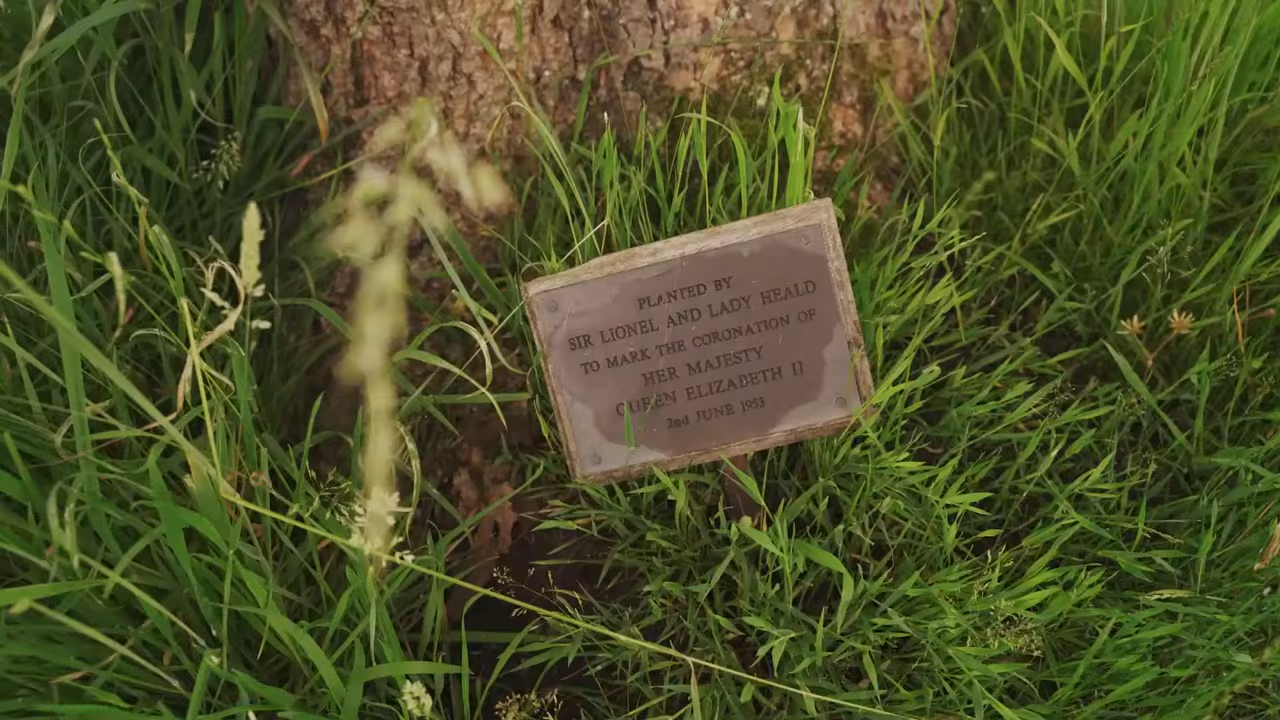 PLANTED BY
SIR LIONEL AND LADY HEALD
TO MARK THE CORONATION OF
HER MAJESTY
QUEEN ELIZABETH II
2nd JUNE 1953